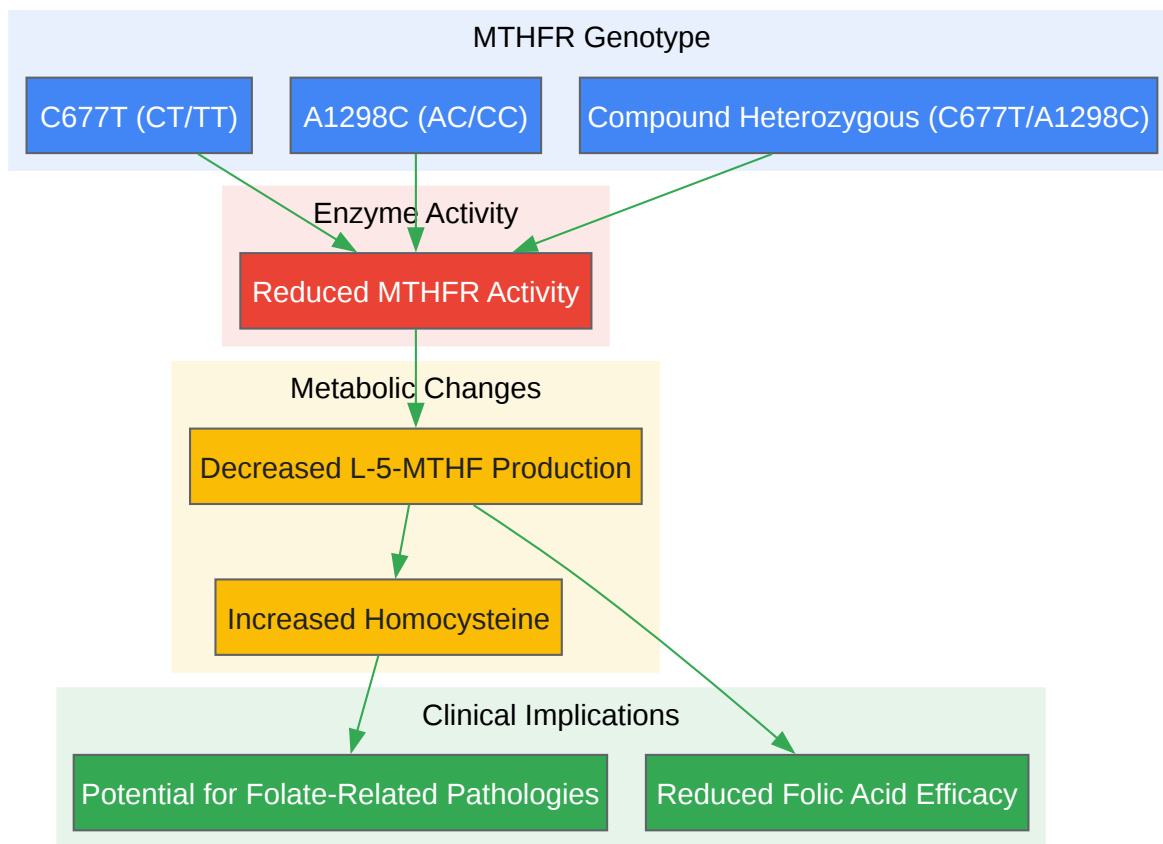 MTHFR Genotype
C677T (CT/TT)
A1298C (AC/CC)
Compound Heterozygous (C677T/A1298C)
Enzyme Activity
Reduced MTHFR Activity
Metabolic Changes
Decreased L-5-MTHF Production
Increased Homocysteine
Clinical Implications
Potential for Folate-Related Pathologies
Reduced Folic Acid Efficacy